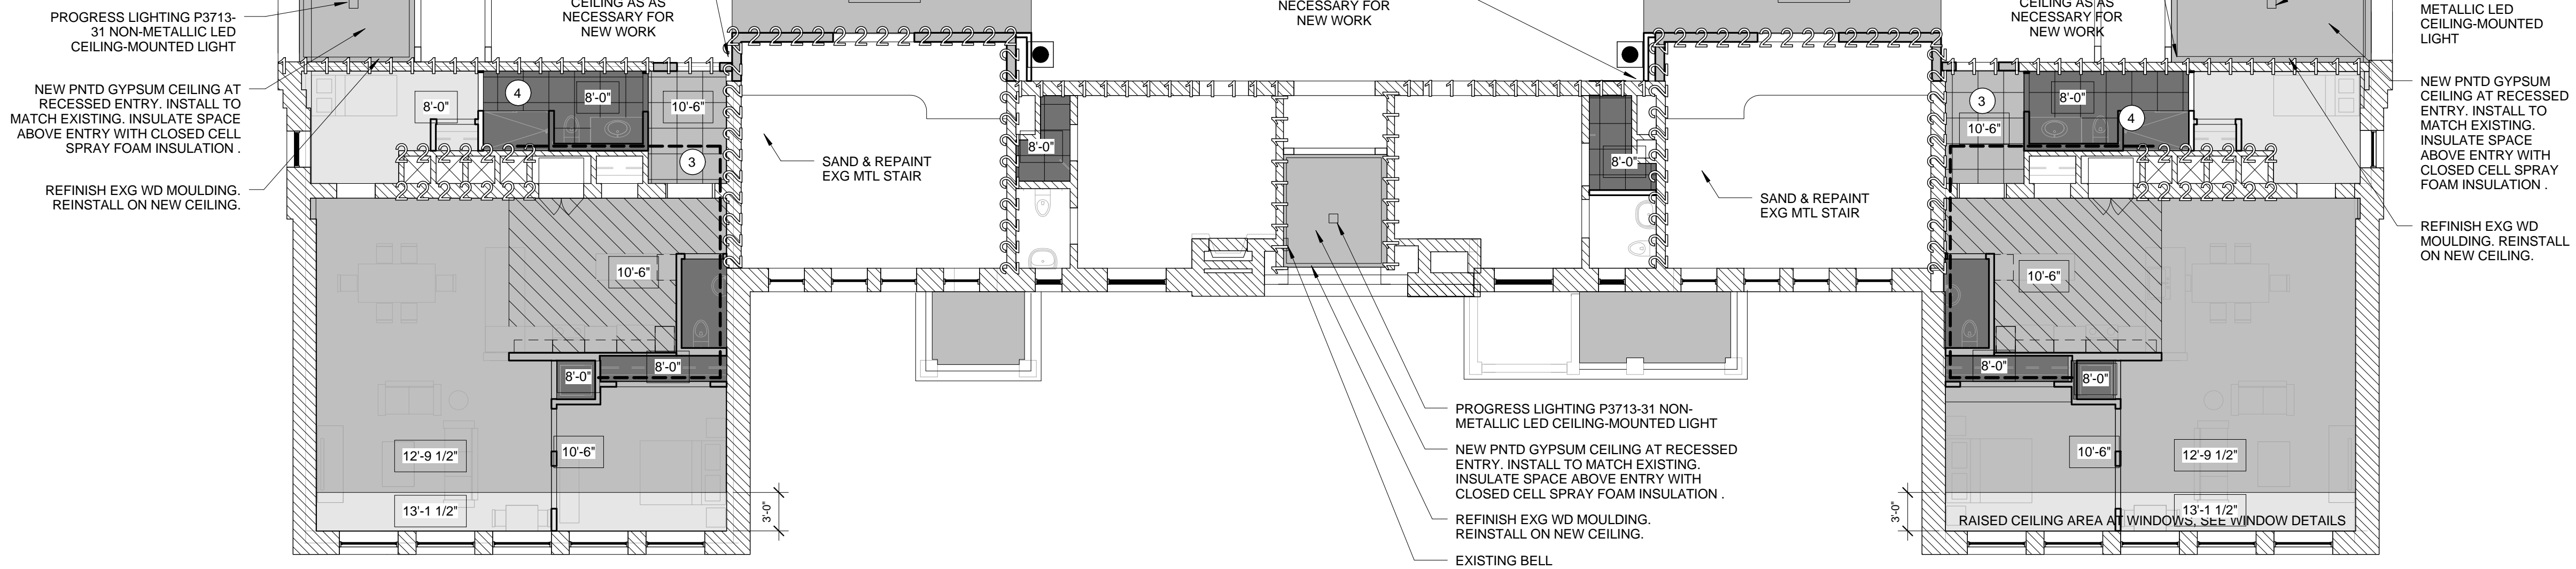 PROGRESS LIGHTING P3713-
31 NON-METALLIC LED
CEILING-MOUNTED LIGHT
NEW PNTD GYPSUM CEILING AT
RECESSED ENTRY. INSTALL TO
MATCH EXISTING. INSULATE SPACE
ABOVE ENTRY WITH CLOSED CELL
SPRAY FOAM INSULATION .
REFINISH EXG WD MOULDING.
REINSTALL ON NEW CEILING.
CEILING AS AS
NECESSARY FOR
NEW WORK
8'-0"
4
8'-0"
10'-6"
3
10'-6"
8'-0"
8'-0"
12'-9 1/2"
10'-6"
13'-1 1/2"
3'-0"
SAND & REPAINT
EXG MTL STAIR
8'-0"
NECESSARY FOR
NEW WORK
8'-0"
SAND & REPAINT
EXG MTL STAIR
PROGRESS LIGHTING P3713-31 NON-
METALLIC LED CEILING-MOUNTED LIGHT
NEW PNTD GYPSUM CEILING AT RECESSED
ENTRY. INSTALL TO MATCH EXISTING.
INSULATE SPACE ABOVE ENTRY WITH
CLOSED CELL SPRAY FOAM INSULATION .
REFINISH EXG WD MOULDING.
REINSTALL ON NEW CEILING.
EXISTING BELL
CEILING AS AS
NECESSARY FOR
NEW WORK
3
10'-6"
8'-0"
4
10'-6"
8'-0"
8'-0"
10'-6"
12'-9 1/2"
13'-1 1/2"
3'-0"
RAISED CEILING AREA AT WINDOWS, SEE WINDOW DETAILS
METALLIC LED
CEILING-MOUNTED
LIGHT
NEW PNTD GYPSUM
CEILING AT RECESSED
ENTRY. INSTALL TO
MATCH EXISTING.
INSULATE SPACE
ABOVE ENTRY WITH
CLOSED CELL SPRAY
FOAM INSULATION .
REFINISH EXG WD
MOULDING. REINSTALL
ON NEW CEILING.